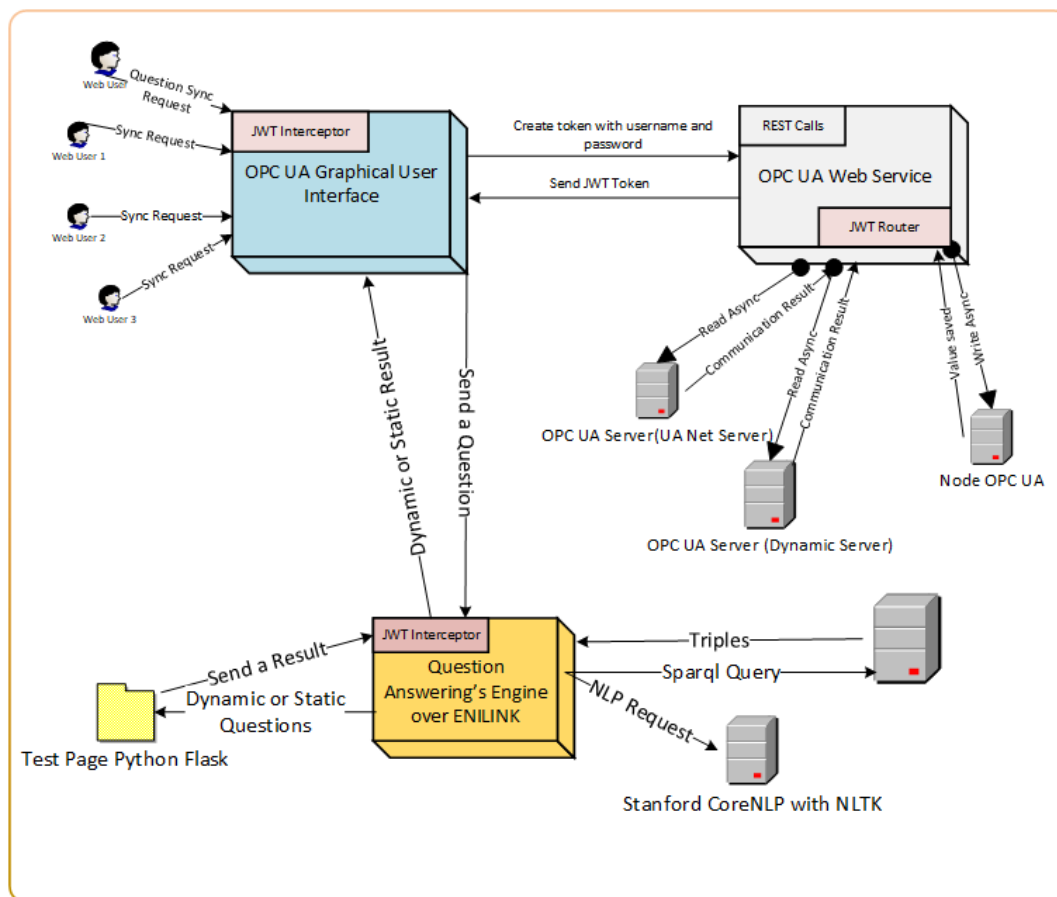 Web User
Question Sync
Request
Web User 1
Sync Request
Web User 2
Sync Request
Web User 3
Sync Request
JWT Interceptor
OPC UA Graphical User
Interface
Create token with username and
password
Send JWT Token
REST Calls
OPC UA Web Service
JWT Router
Read Async
Communication Result
Read Async
Communication Result
Value saved
Write Async
OPC UA Server(UA Net Server)
OPC UA Server (Dynamic Server)
Node OPC UA
Dynamic or Static Result
Send a Question
JWT Interceptor
Question
Answering’s Engine
over ENILINK
Send a Result
Dynamic or Static
Questions
Test Page Python Flask
Triples
Sparql Query
NLP Request
Stanford CoreNLP with NLTK